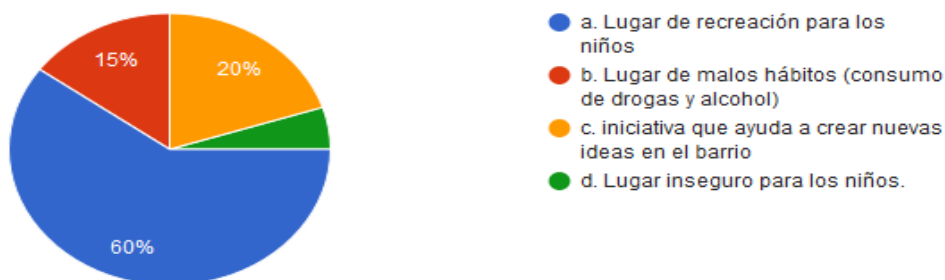 15%
20%
60%
a. Lugar de recreación para los
niños
b. Lugar de malos hábitos (consumo
de drogas y alcohol)
c. iniciativa que ayuda a crear nuevas
ideas en el barrio
d. Lugar inseguro para los niños.